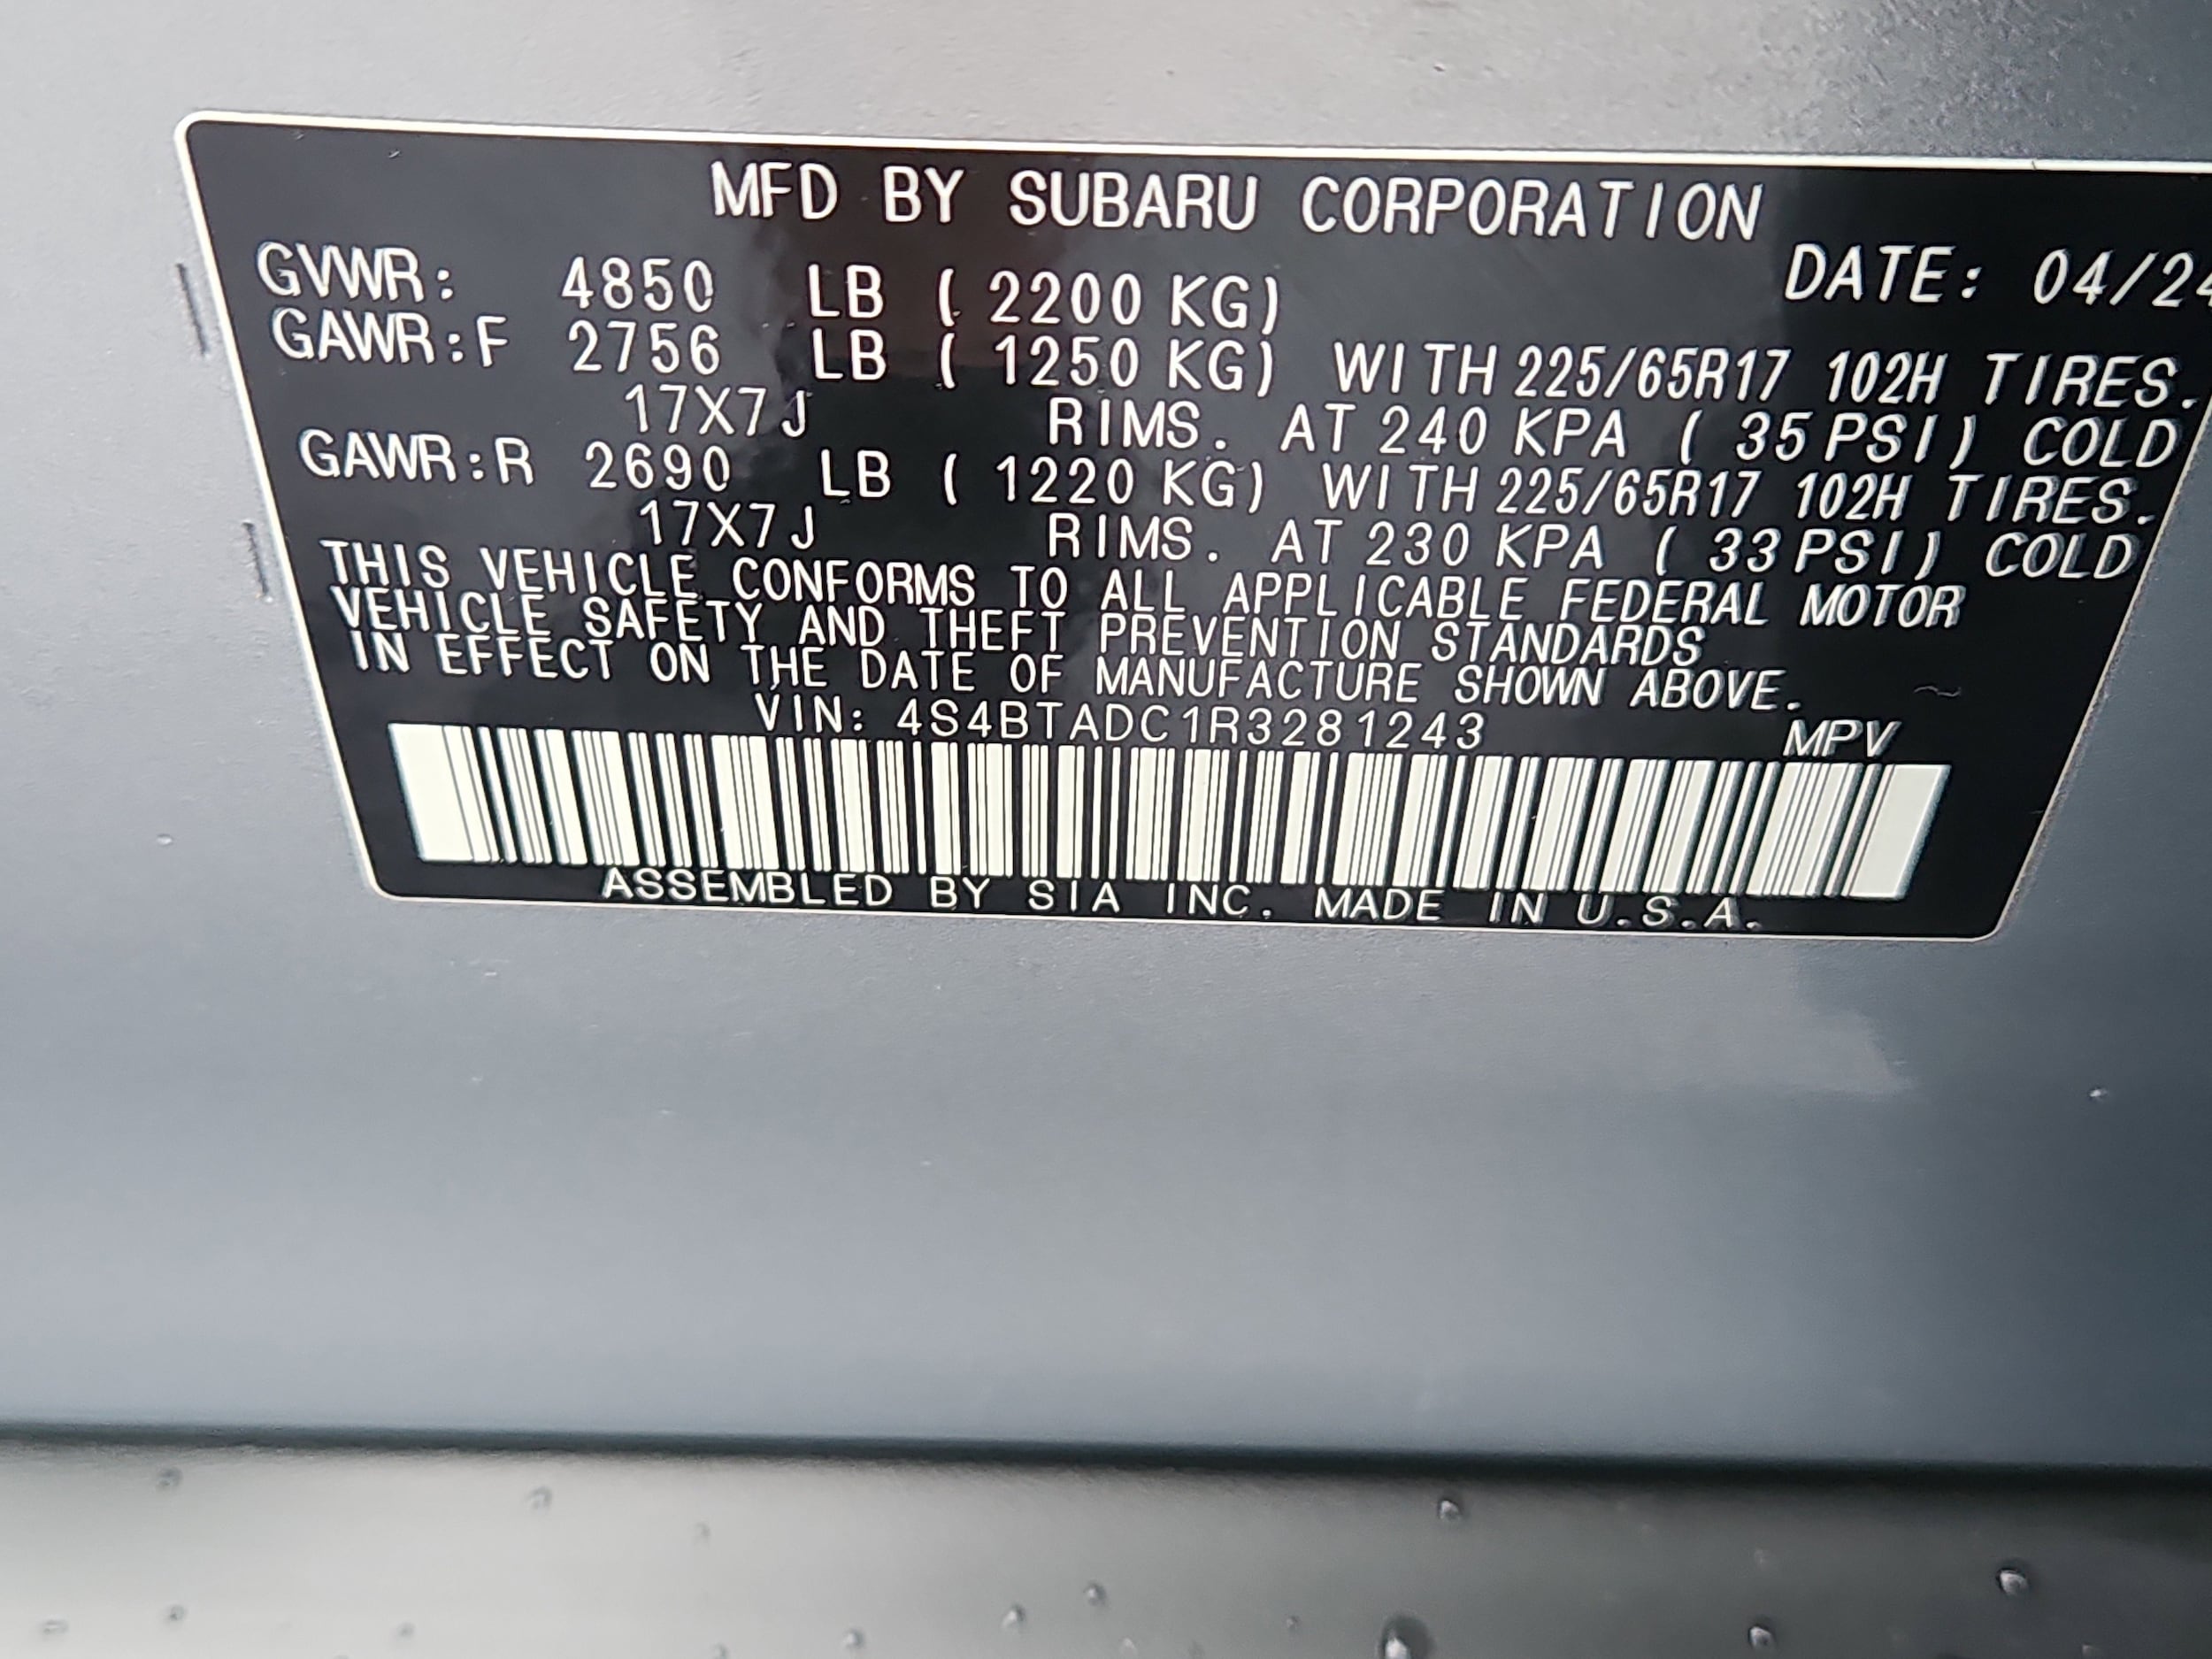 MFD BY SUBARU CORPORATION
DATE: 04/24
GVWR: 4850 LB ( 2200 KG)
GAWR:F 2756 LB ( 1250 KG) WITH 225/65R17 102H TIRES.
17X7J RIMS. AT 240 KPA ( 35 PSI) COLD
GAWR:R 2690 LB ( 1220 KG) WITH 225/65R17 102H TIRES.
17X7J RIMS. AT 230 KPA ( 33 PSI) COLD
THIS VEHICLE CONFORMS TO ALL APPLICABLE FEDERAL MOTOR
VEHICLE SAFETY AND THEFT PREVENTION STANDARDS
IN EFFECT ON THE DATE OF MANUFACTURE SHOWN ABOVE.
VIN: 4S4BTADC1R3281243 MPV
ASSEMBLED BY SIA INC. MADE IN U.S.A.